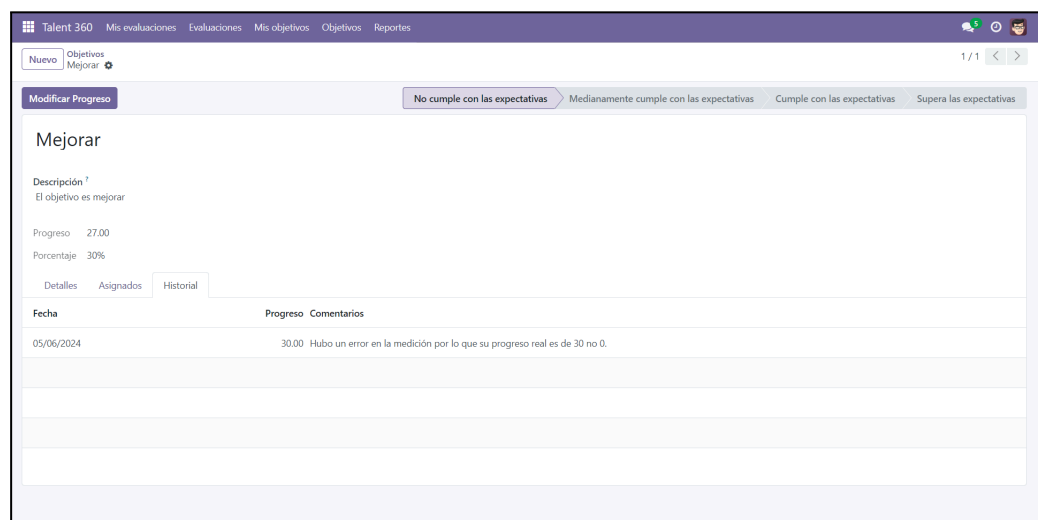 Talent 360 Mis evaluaciones Evaluaciones Mis objetivos Objetivos Reportes 5
Nuevo Objetivos 1 / 1
Mejorar
Modificar Progreso No cumple con las expectativas Medianamente cumple con las expectativas Cumple con las expectativas Supera las expectativas
Mejorar
Descripción ?
El objetivo es mejorar
Progreso 27.00
Porcentaje 30%
Detalles Asignados Historial
Fecha Progreso Comentarios
05/06/2024 30.00 Hubo un error en la medición por lo que su progreso real es de 30 no 0.